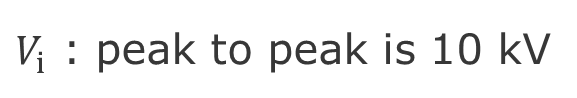 Vᵢ : peak to peak is 10 kV